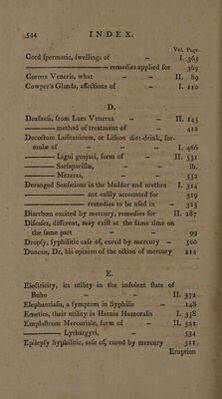 544 INDEX.
Vol. Page.
Cord spermatic, swellings of - I. 365
——— remedies applied for 367
Corona Veneris, what - - II. 89
Cowper's Glands, affections of - I. 110
D.
Deafness, from Lues Venerea - - II. 145
——— method of treatment of - 412
Decoctum Lusitanicum, or Lisbon diet-drink, for-
mulæ of - - - I. 466
——— Ligni guajaci, form of - II. 531
——— Sarsaparillæ, - - ib.
——— Mezerei, - - 532
Deranged Sensations in the bladder and urethra I. 314
——— not easily accounted for 319
——— remedies to be used in - 323
Diarrhœa excited by mercury, remedies for II. 287
Diseases, different, may exist at the same time on
the same part - - 99
Dropsy, syphilitic case of, cured by mercury - 500
Duncan, Dr, his opinion of the action of mercury 214
E.
Electricity, its utility in the indolent state of
Bubo - - - II. 372
Elephantiasis, a symptom in Syphilis - 148
Emetics, their utility in Hernia Humoralis I. 338
Emplastrum Mercuriale, form of - II. 521
——— Lythargyri, - 534
Epilepsy Syphilitic, case of, cured by mercury 511
Eruption